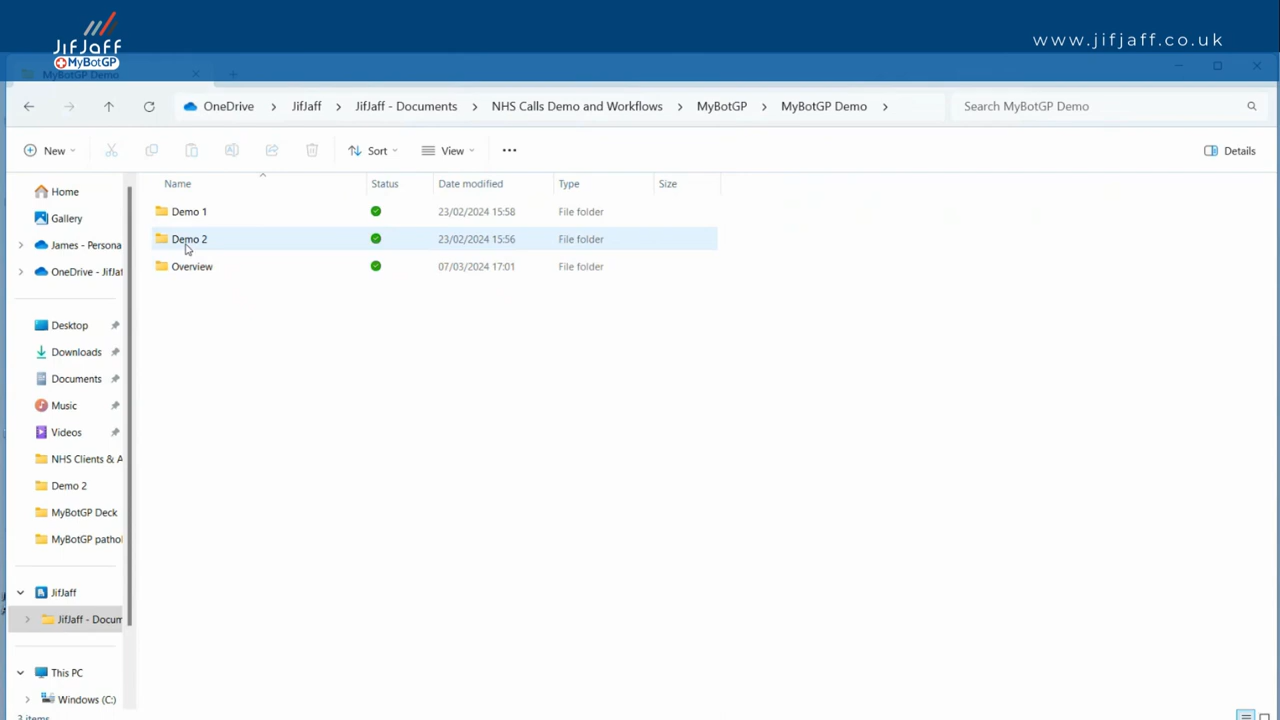 JifJaff
MyBotGP
www.jifjaff.co.uk
MyBotGP Demo
OneDrive > JifJaff > JifJaff - Documents > NHS Calls Demo and Workflows > MyBotGP > MyBotGP Demo >
Search MyBotGP Demo
New
Sort
View
Details
Name Status Date modified Type Size
Demo 1 23/02/2024 15:58 File folder
Demo 2 23/02/2024 15:56 File folder
Overview 07/03/2024 17:01 File folder
Home
Gallery
James - Persona
OneDrive - JifJaf
Desktop
Downloads
Documents
Music
Videos
NHS Clients & A
Demo 2
MyBotGP Deck
MyBotGP pathol
JifJaff
JifJaff - Docum
This PC
Windows (C:)
3 items